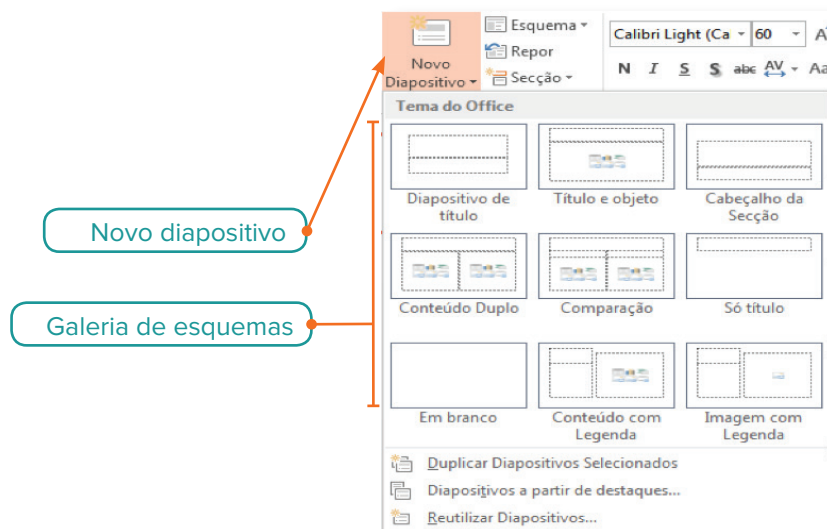 Novo
Diapositivo
Esquema
Repor
Secção
Calibri Light (Ca
60
N I S S abc AV Aa
Tema do Office
Diapositivo de
título
Título e objeto
Cabeçalho da
Secção
Novo diapositivo
Conteúdo Duplo
Comparação
Só título
Galeria de esquemas
Em branco
Conteúdo com
Legenda
Imagem com
Legenda
Duplicar Diapositivos Selecionados
Diapositivos a partir de destaques...
Reutilizar Diapositivos...